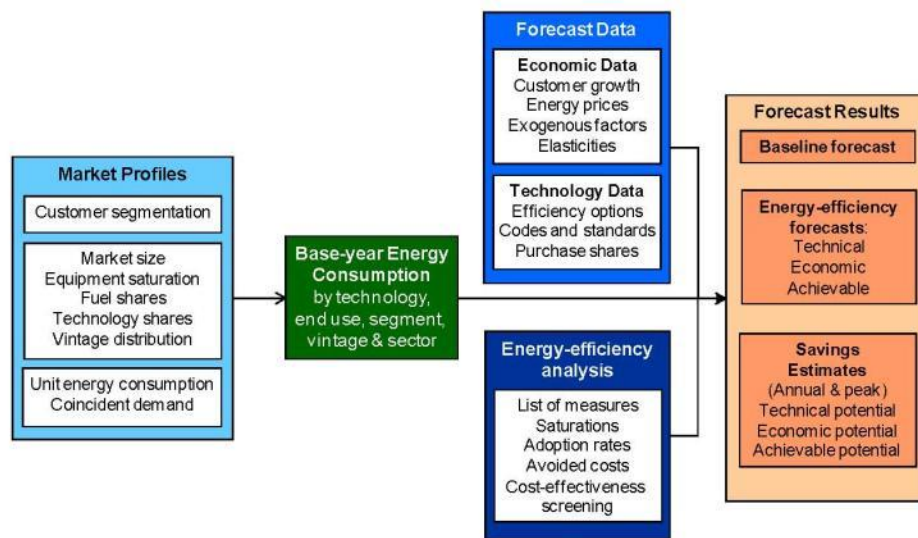 Market Profiles
Customer segmentation
Market size
Equipment saturation
Fuel shares
Technology shares
Vintage distribution
Unit energy consumption
Coincident demand
Base-year Energy
Consumption
by technology,
end use, segment,
vintage & sector
Forecast Data
Economic Data
Customer growth
Energy prices
Exogenous factors
Elasticities
Technology Data
Efficiency options
Codes and standards
Purchase shares
Energy-efficiency
analysis
List of measures
Saturations
Adoption rates
Avoided costs
Cost-effectiveness
screening
Forecast Results
Baseline forecast
Energy-efficiency
forecasts:
Technical
Economic
Achievable
Savings
Estimates
(Annual & peak)
Technical potential
Economic potential
Achievable potential